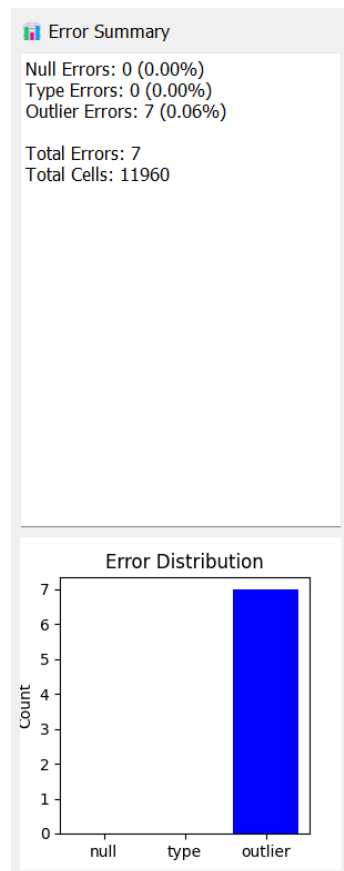 Error Summary
Null Errors: 0 (0.00%)
Type Errors: 0 (0.00%)
Outlier Errors: 7 (0.06%)
Total Errors: 7
Total Cells: 11960
Error Distribution
7
6
5
4
3
2
1
0
Count
null type outlier